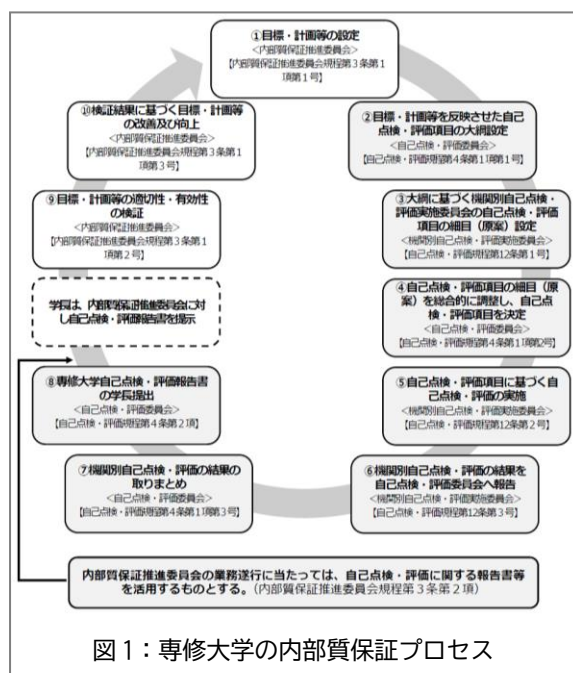 ①目標・計画等の設定
<内部質保証推進委員会>
【内部質保証推進委員会規程第3条第1
項第1号】
②目標・計画等を反映させた自己
点検・評価項目の大綱設定
<自己点検・評価委員会>
【自己点検・評価規程第4条第1項第1号】
③大綱に基づく機関別自己点検・
評価実施委員会の自己点検・評価
項目の細目（原案）設定
<機関別自己点検・評価実施委員会>
【自己点検・評価規程第12条第1号】
④自己点検・評価項目の細目（原
案）を総合的に調整し、自己点
検・評価項目を決定
<自己点検・評価委員会>
【自己点検・評価規程第4条第1項第2号】
⑤自己点検・評価項目に基づく自
己点検・評価の実施
<機関別自己点検・評価実施委員会>
【自己点検・評価規程第12条第2号】
⑥機関別自己点検・評価の結果を
自己点検・評価委員会へ報告
<機関別自己点検・評価実施委員会>
【自己点検・評価規程第12条第3号】
⑦機関別自己点検・評価の結果の
取りまとめ
<自己点検・評価委員会>
【自己点検・評価規程第4条第1項第3号】
⑧専修大学自己点検・評価報告書
の学長提出
<自己点検・評価委員会>
【自己点検・評価規程第4条第2項】
学長は、内部質保証推進委員会に対
し自己点検・評価報告書を提示
⑨目標・計画等の適切性・有効性
の検証
<内部質保証推進委員会>
【内部質保証推進委員会規程第3条第1
項第2号】
⑩検証結果に基づく目標・計画等
の改善及び向上
<内部質保証推進委員会>
【内部質保証推進委員会規程第3条第1
項第3号】
内部質保証推進委員会の業務遂行に当たっては、自己点検・評価に関する報告書等
を活用するものとする。（内部質保証推進委員会規程第3条第2項）
図1：専修大学の内部質保証プロセス